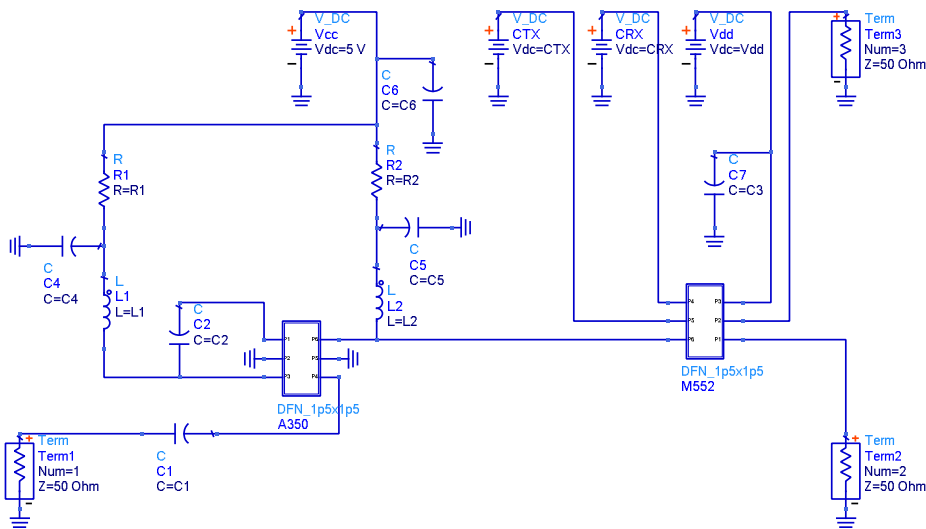 V_DC
Vcc
Vdc=5 V
V_DC
CTX
Vdc=CTX
V_DC
CRX
Vdc=CRX
V_DC
Vdd
Vdc=Vdd
Term
Term3
Num=3
Z=50 Ohm
C
C6
C=C6
R
R1
R=R1
R
R2
R=R2
C
C7
C=C3
C
C4
C=C4
C
C5
C=C5
L
L1
L=L1
L
L2
L=L2
C
C2
C=C2
P1
P2
P3
P6
P5
P4
DFN_1p5x1p5
A350
P4
P5
P6
P3
P2
P1
DFN_1p5x1p5
M552
Term
Term1
Num=1
Z=50 Ohm
C
C1
C=C1
Term
Term2
Num=2
Z=50 Ohm